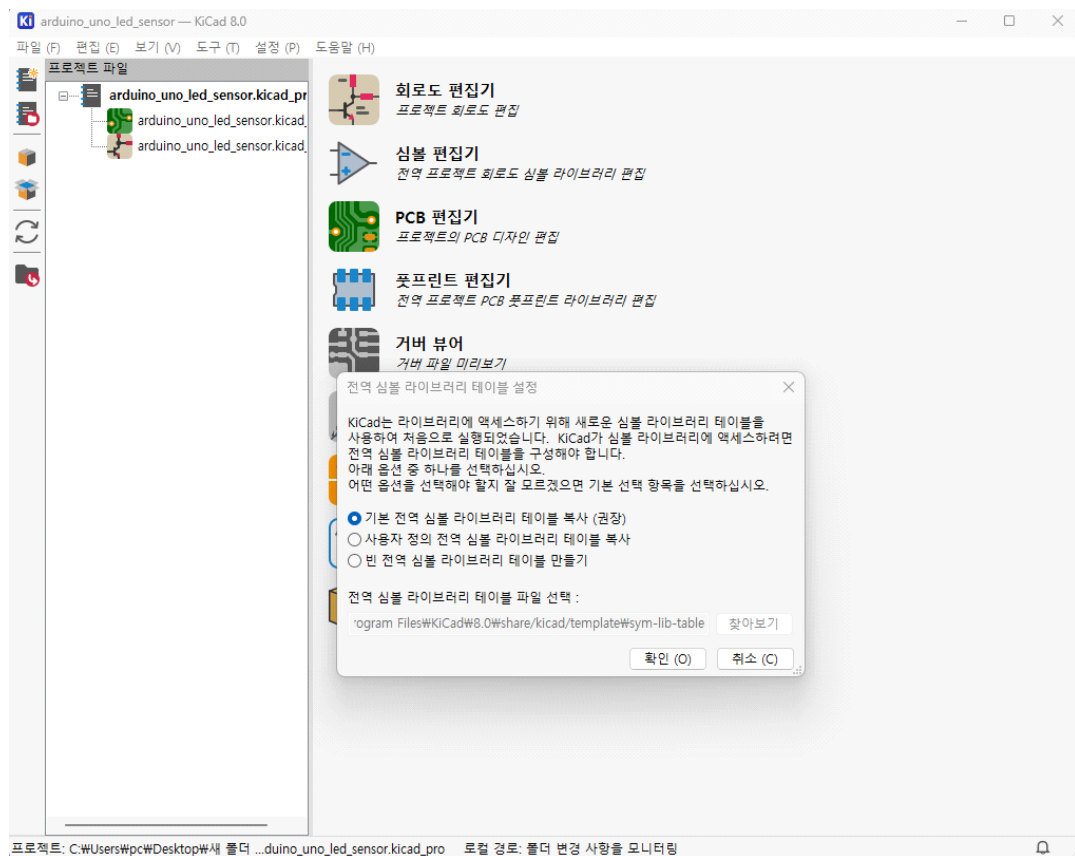 arduino_uno_led_sensor — KiCad 8.0
파일 (F) 편집 (E) 보기 (V) 도구 (T) 설정 (P) 도움말 (H)
프로젝트 파일
arduino_uno_led_sensor.kicad_pr
arduino_uno_led_sensor.kicad_
arduino_uno_led_sensor.kicad_
회로도 편집기
프로젝트 회로도 편집
심볼 편집기
전역 프로젝트 회로도 심볼 라이브러리 편집
PCB 편집기
프로젝트의 PCB 디자인 편집
풋프린트 편집기
전역 프로젝트 PCB 풋프린트 라이브러리 편집
거버 뷰어
거버 파일 미리보기
전역 심볼 라이브러리 테이블 설정
KiCad는 라이브러리에 액세스하기 위해 새로운 심볼 라이브러리 테이블을
사용하여 처음으로 실행되었습니다. KiCad가 심볼 라이브러리에 액세스하려면
전역 심볼 라이브러리 테이블을 구성해야 합니다.
아래 옵션 중 하나를 선택하십시오.
어떤 옵션을 선택해야 할지 잘 모르겠으면 기본 선택 항목을 선택하십시오.
기본 전역 심볼 라이브러리 테이블 복사 (권장)
사용자 정의 전역 심볼 라이브러리 테이블 복사
빈 전역 심볼 라이브러리 테이블 만들기
전역 심볼 라이브러리 테이블 파일 선택 :
rogram Files₩KiCad₩8.0₩share/kicad/template₩sym-lib-table 찾아보기
확인 (O) 취소 (C)
프로젝트: C:₩Users₩pc₩Desktop₩새 폴더 ...duino_uno_led_sensor.kicad_pro 로컬 경로: 폴더 변경 사항을 모니터링